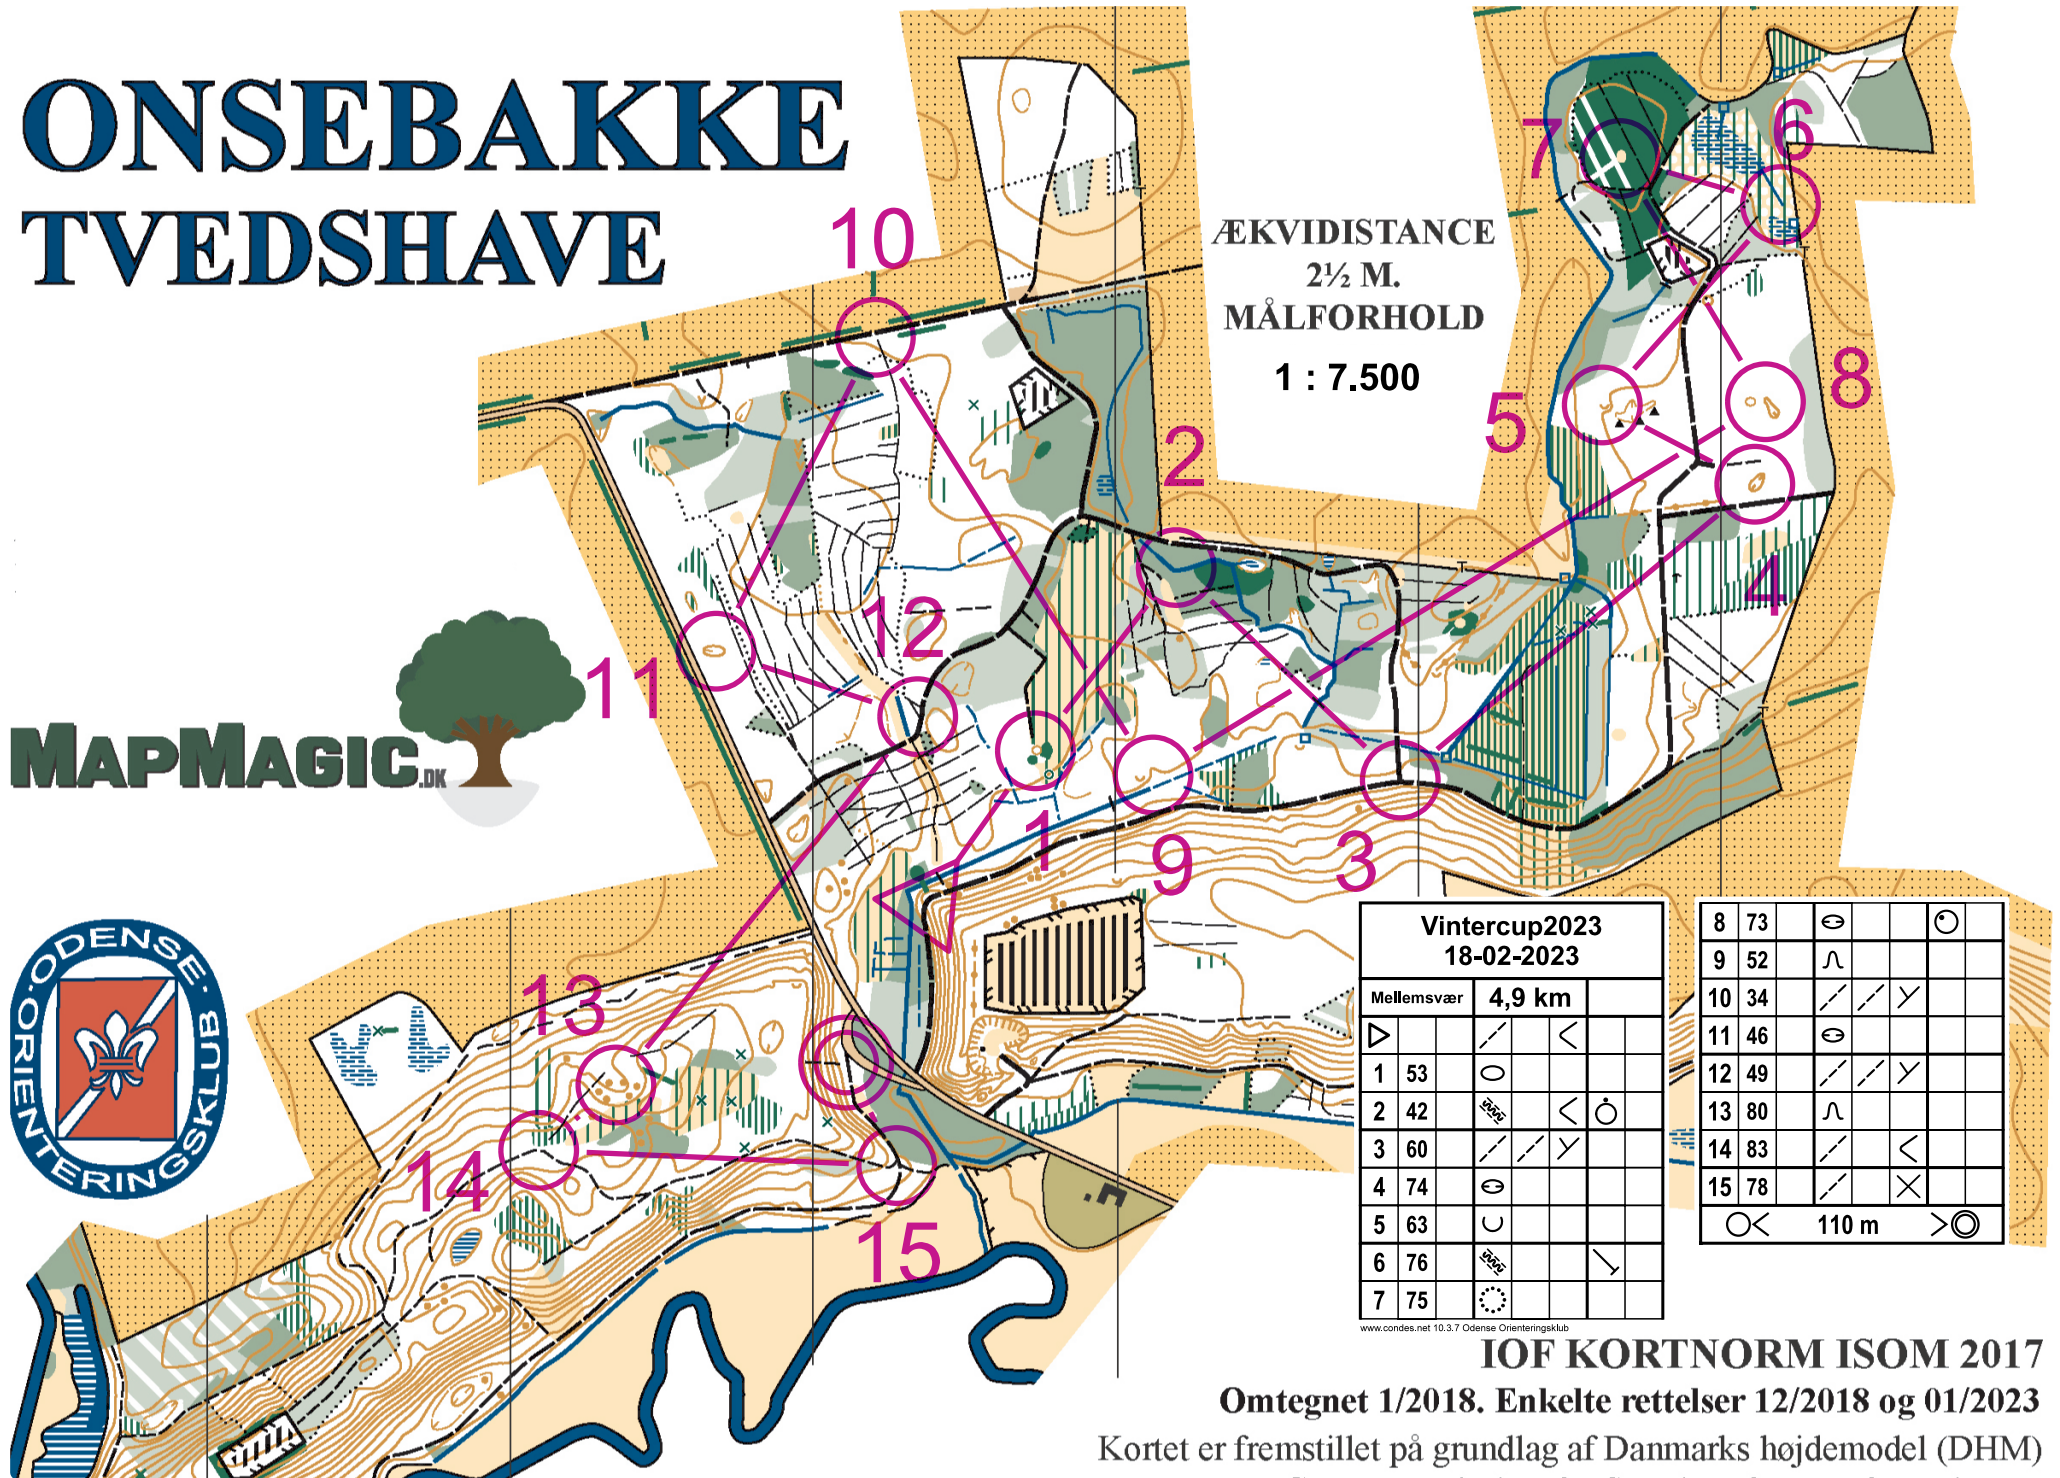 ONSEBAKKE
TVEDSHAVE
ÆKVIDISTANCE
2½ M.
MÅLFORHOLD
1 : 7.500
7
6
10
5
8
2
4
12
11
1
9
3
13
14
15
MAPMAGIC.DK
ODENSE
ORIENTERINGSKLUB
Vintercup2023
18-02-2023
Mellemsvær 4,9 km
1 53
2 42
3 60
4 74
5 63
6 76
7 75
8 73
9 52
10 34
11 46
12 49
13 80
14 83
15 78
110 m
www.condes.net 10.3.7 Odense Orienteringsklub
IOF KORTNORM ISOM 2017
Omtegnet 1/2018. Enkelte rettelser 12/2018 og 01/2023
Kortet er fremstillet på grundlag af Danmarks højdemodel (DHM)